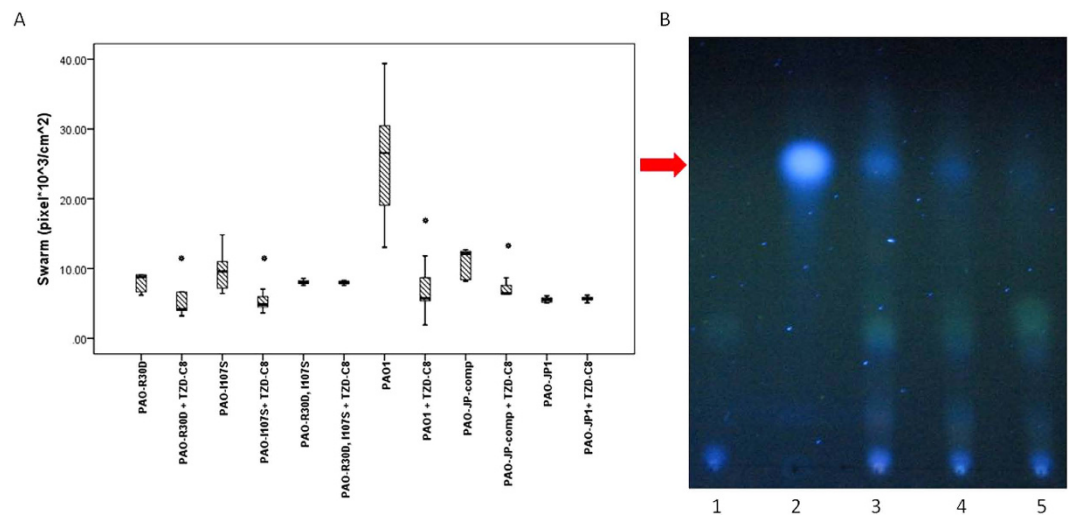 A
B
Swarm (pixel*10^3/cm^2)
40.00
30.00
20.00
10.00
.00
PAO-R30D
PAO-R30D + TZD-C8
PAO-I107S
PAO-I107S+ TZD-C8
PAO-R30D, I107S
PAO-R30D, I107S + TZD-C8
PAO1
PAO1 + TZD-C8
PAO-JP-comp
PAO-JP-comp + TZD-C8
PAO-JP1
PAO-JP1+ TZD-C8
1 2 3 4 5